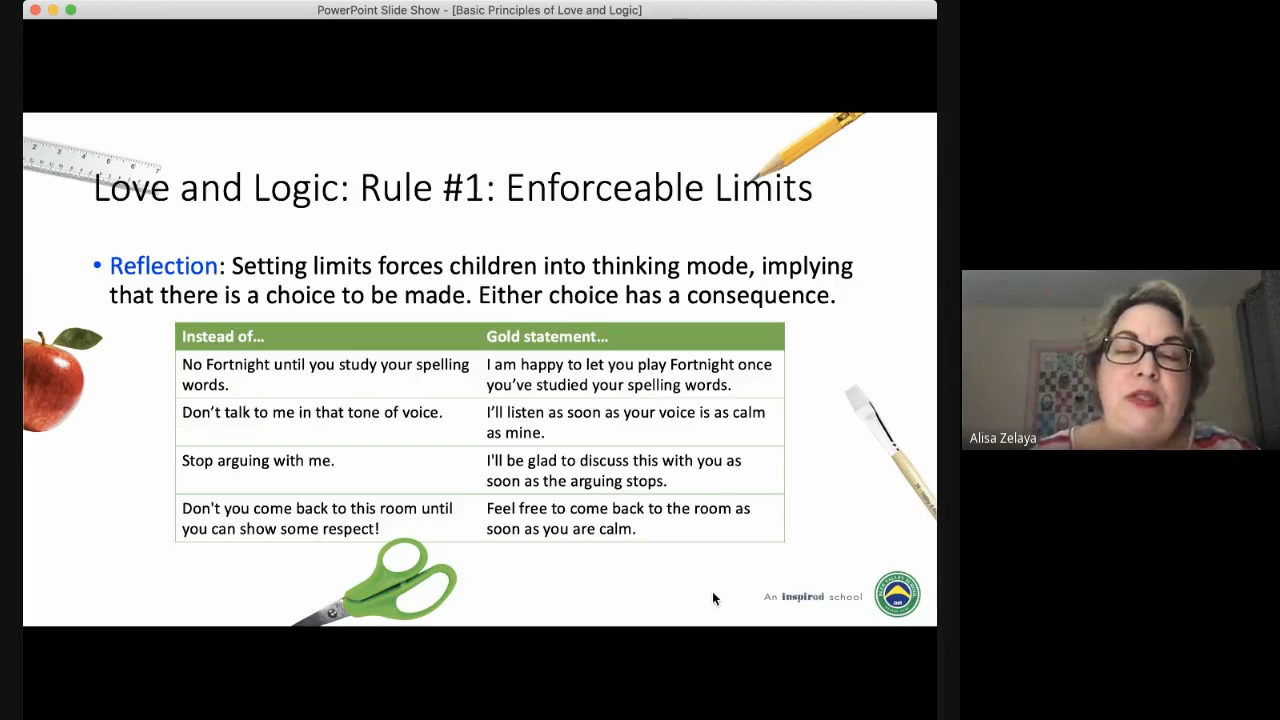 PowerPoint Slide Show - [Basic Principles of Love and Logic]
2 3 4 5 6 7
Love and Logic: Rule #1: Enforceable Limits
• Reflection: Setting limits forces children into thinking mode, implying
that there is a choice to be made. Either choice has a consequence.
Instead of… Gold statement…
No Fortnight until you study your spelling
words.
I am happy to let you play Fortnight once
you’ve studied your spelling words.
Don’t talk to me in that tone of voice.
I’ll listen as soon as your voice is as calm
as mine.
Stop arguing with me.
I'll be glad to discuss this with you as
soon as the arguing stops.
Don't you come back to this room until
you can show some respect!
Feel free to come back to the room as
soon as you are calm.
An inspired school
Alisa Zelaya